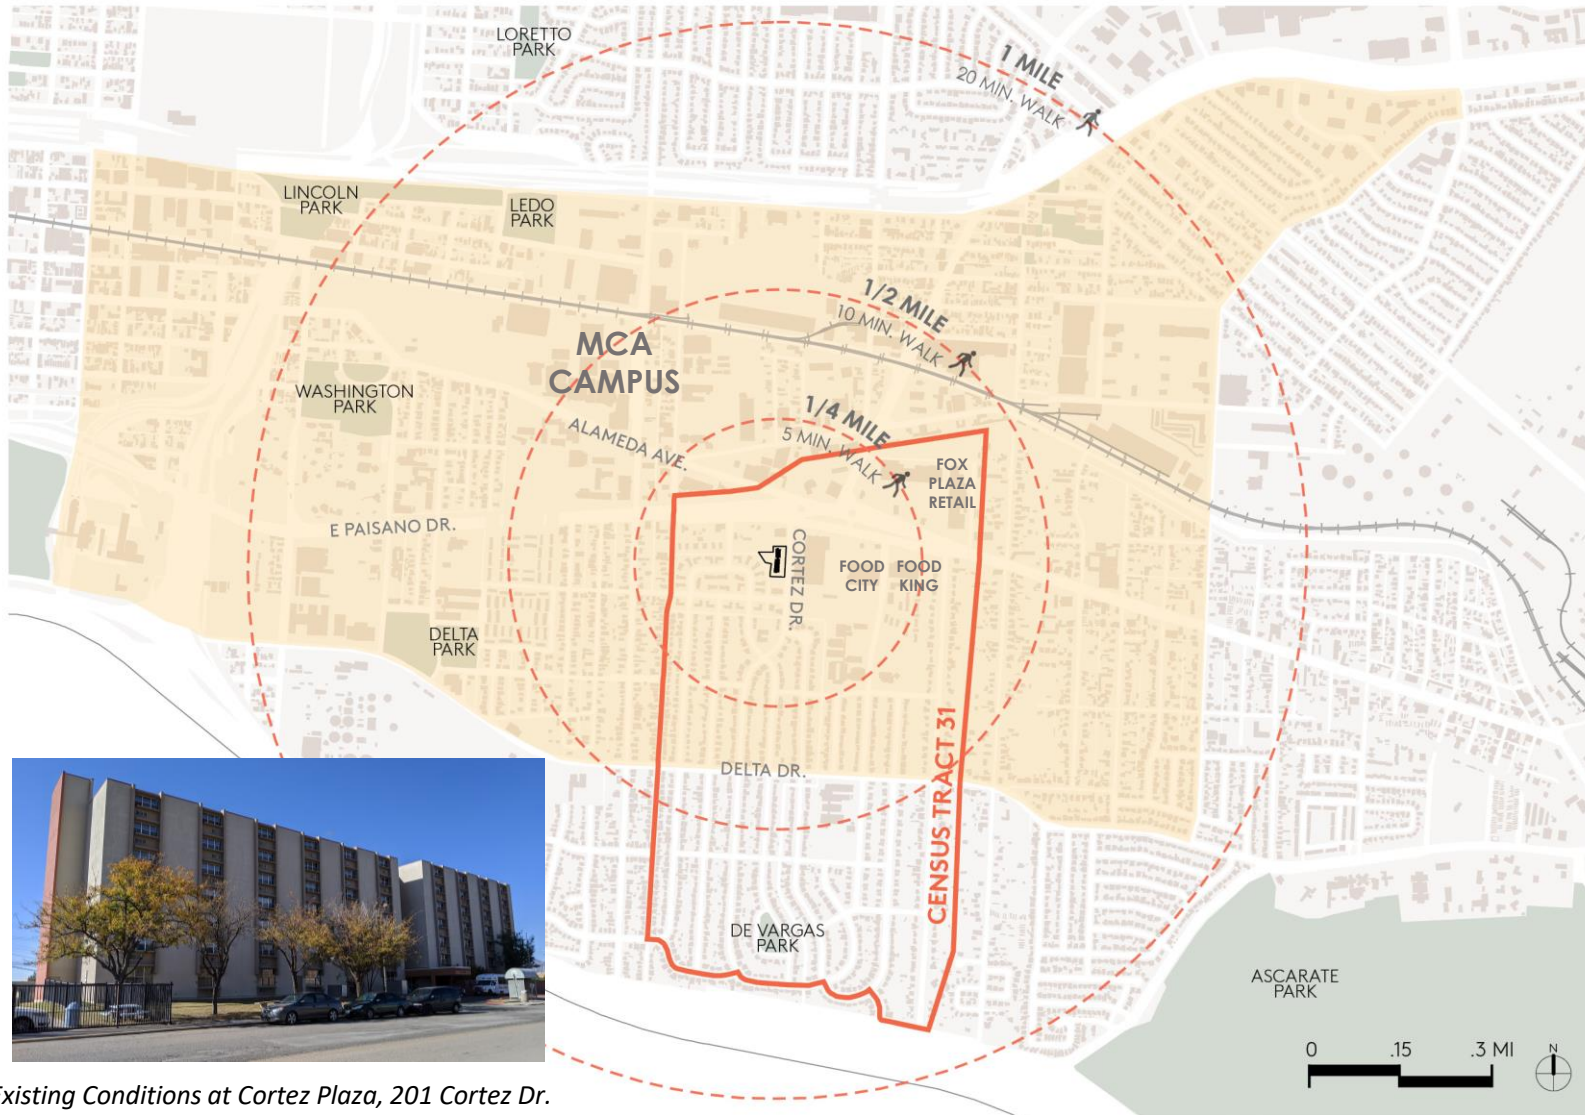 LORETTO
PARK
1 MILE
20 MIN. WALK
LINCOLN
PARK
LEDO
PARK
1/2 MILE
10 MIN. WALK
MCA
CAMPUS
WASHINGTON
PARK
1/4 MILE
5 MIN. WALK
ALAMEDA AVE.
FOX
PLAZA
RETAIL
E PAISANO DR.
CORTEZ DR.
FOOD
CITY
FOOD
KING
DELTA
PARK
DELTA DR.
CENSUS TRACT 31
DE VARGAS
PARK
ASCARATE
PARK
0 .15 .3 MI
N
xisting Conditions at Cortez Plaza, 201 Cortez Dr.